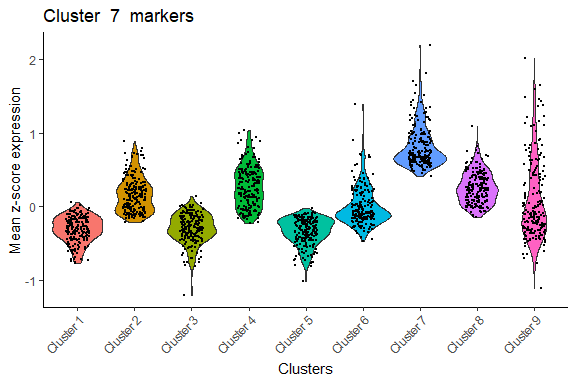 Cluster 7 markers
Mean z-score expression
2
1
0
-1
Cluster 1
Cluster 2
Cluster 3
Cluster 4
Cluster 5
Cluster 6
Cluster 7
Cluster 8
Cluster 9
Clusters